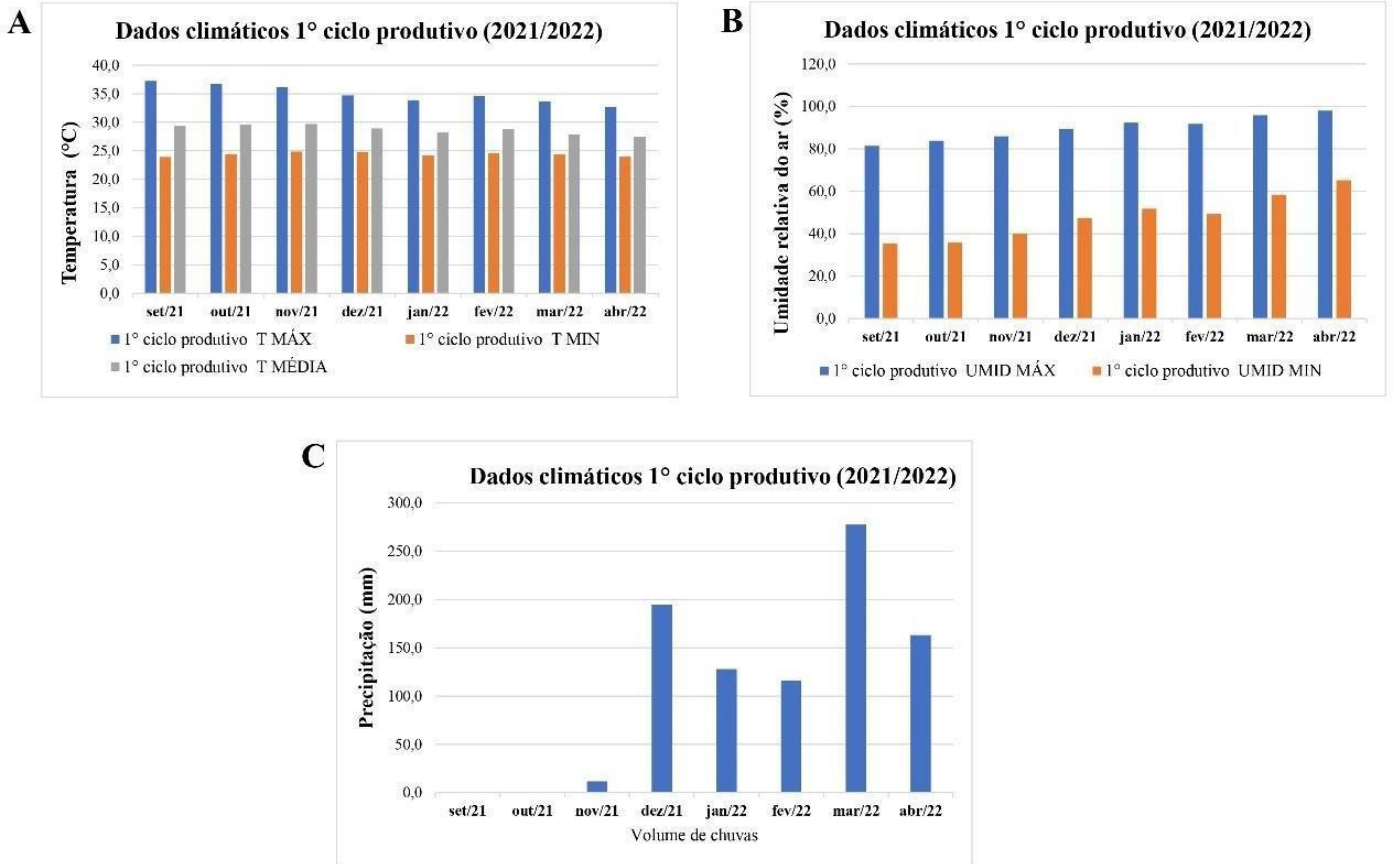 A
Dados climáticos 1° ciclo produtivo (2021/2022)
Temperatura (°C)
40,0
35,0
30,0
25,0
20,0
15,0
10,0
5,0
0,0
set/21 out/21 nov/21 dez/21 jan/22 fev/22 mar/22 abr/22
1° ciclo produtivo T MÁX 1° ciclo produtivo T MIN
1° ciclo produtivo T MÉDIA
B
Dados climáticos 1° ciclo produtivo (2021/2022)
Umidade relativa do ar (%)
120,0
100,0
80,0
60,0
40,0
20,0
0,0
set/21 out/21 nov/21 dez/21 jan/22 fev/22 mar/22 abr/22
1° ciclo produtivo UMID MÁX 1° ciclo produtivo UMID MIN
C
Dados climáticos 1° ciclo produtivo (2021/2022)
Precipitação (mm)
300,0
250,0
200,0
150,0
100,0
50,0
0,0
set/21 out/21 nov/21 dez/21 jan/22 fev/22 mar/22 abr/22
Volume de chuvas